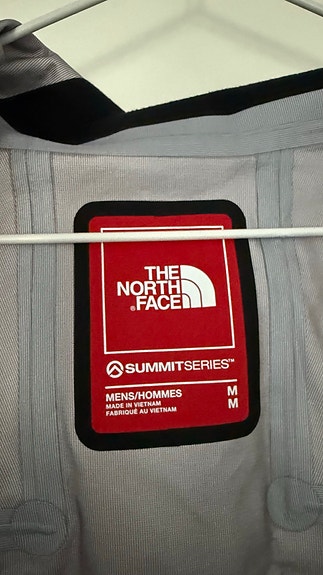 THE
NORTH
FACE
®
SUMMITSERIES™
MENS/HOMMES M
MADE IN VIETNAM M
FABRIQUÉ AU VIETNAM